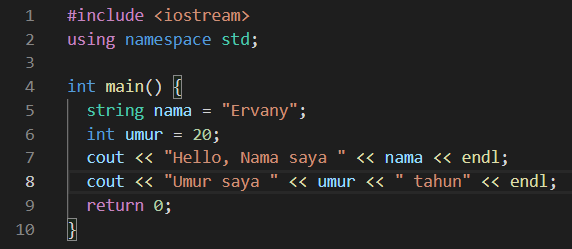 1 #include <iostream>
2 using namespace std;
3
4 int main() {
5 string nama = "Ervany";
6 int umur = 20;
7 cout << "Hello, Nama saya " << nama << endl;
8 cout << "Umur saya " << umur << " tahun" << endl;
9 return 0;
10 }